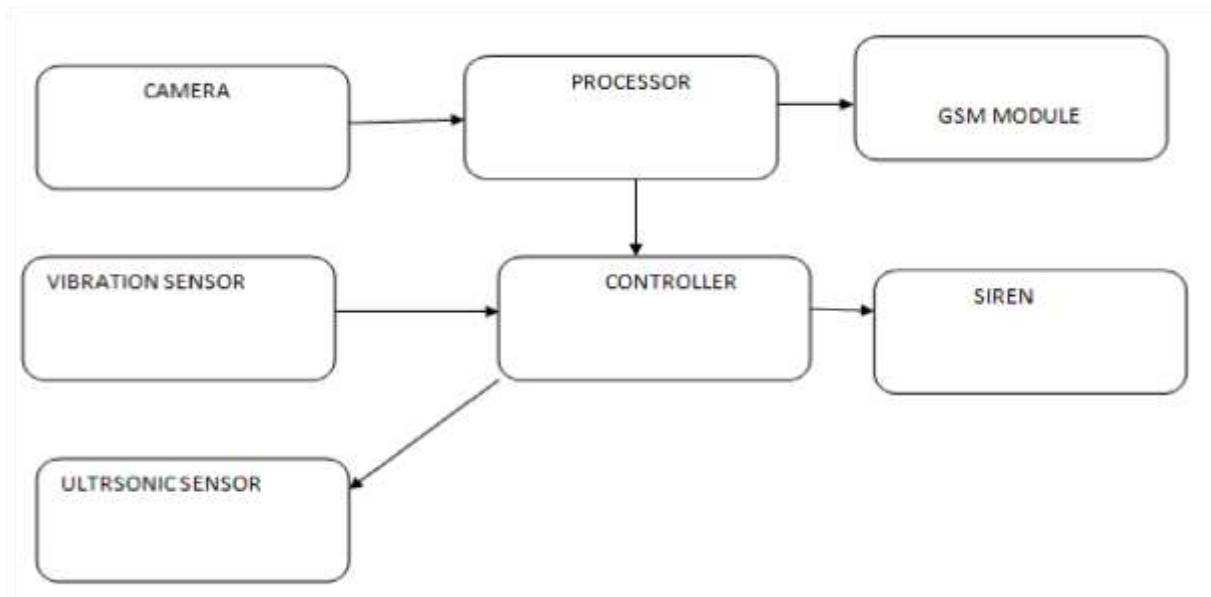 CAMERA
PROCESSOR
GSM MODULE
VIBRATION SENSOR
CONTROLLER
SIREN
ULTRSONIC SENSOR